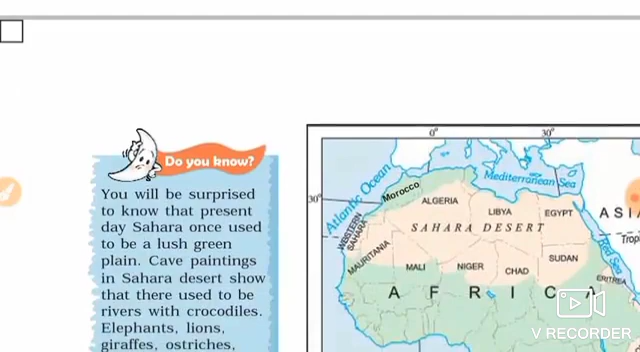 Do you know?
You will be surprised
to know that present
day Sahara once used
to be a lush green
plain. Cave paintings
in Sahara desert show
that there used to be
rivers with crocodiles.
Elephants, lions,
giraffes, ostriches,
0°
30°
30°
Atlantic Ocean
Mediterranean Sea
Morocco
ALGERIA
LIBYA
EGYPT
ASIA
SAHARA DESERT
WESTERN
SAHARA
MAURITANIA
MALI
NIGER
CHAD
SUDAN
Red Sea
Trop
ERITREA
AFRICA
V RECORDER